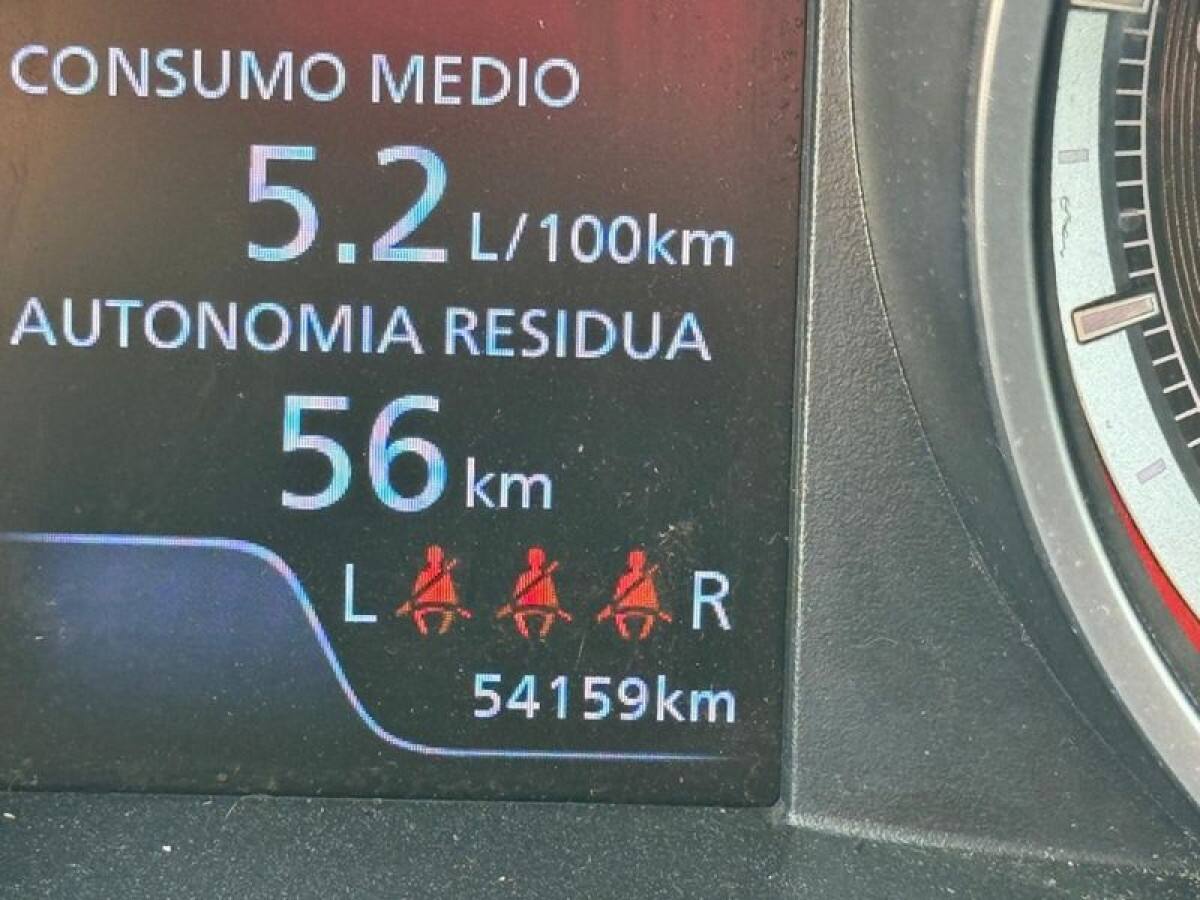 CONSUMO MEDIO
5.2 L/100km
AUTONOMIA RESIDUA
56 km
L R
54159km